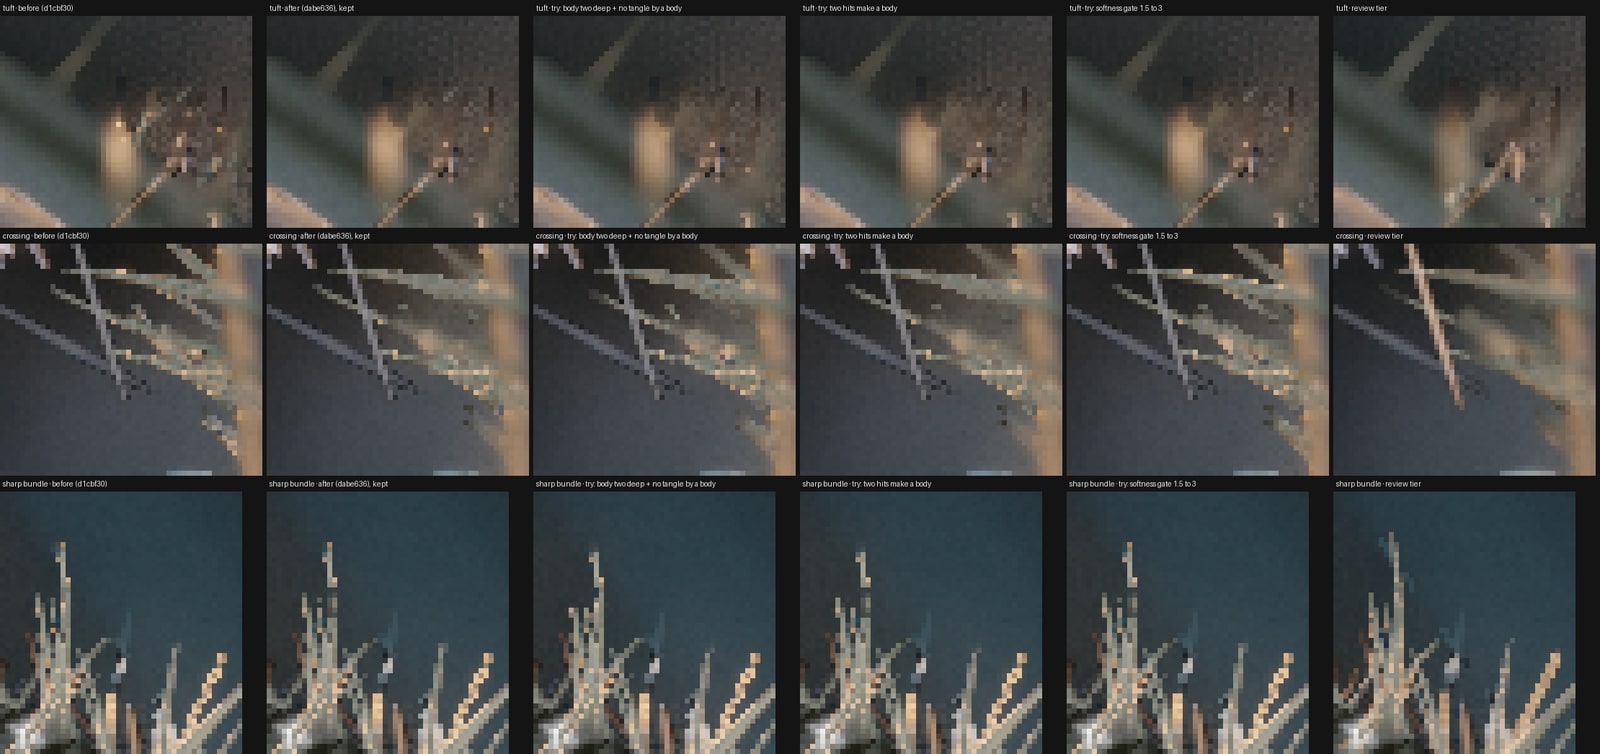 tuft · before (d1cbf30)
tuft · after (dabe636), kept
tuft · try: body two deep + no tangle by a body
tuft · try: two hits make a body
tuft · try: softness gate 1.5 to 3
tuft · review tier
crossing · before (d1cbf30)
crossing · after (dabe636), kept
crossing · try: body two deep + no tangle by a body
crossing · try: two hits make a body
crossing · try: softness gate 1.5 to 3
crossing · review tier
sharp bundle · before (d1cbf30)
sharp bundle · after (dabe636), kept
sharp bundle · try: body two deep + no tangle by a body
sharp bundle · try: two hits make a body
sharp bundle · try: softness gate 1.5 to 3
sharp bundle · review tier